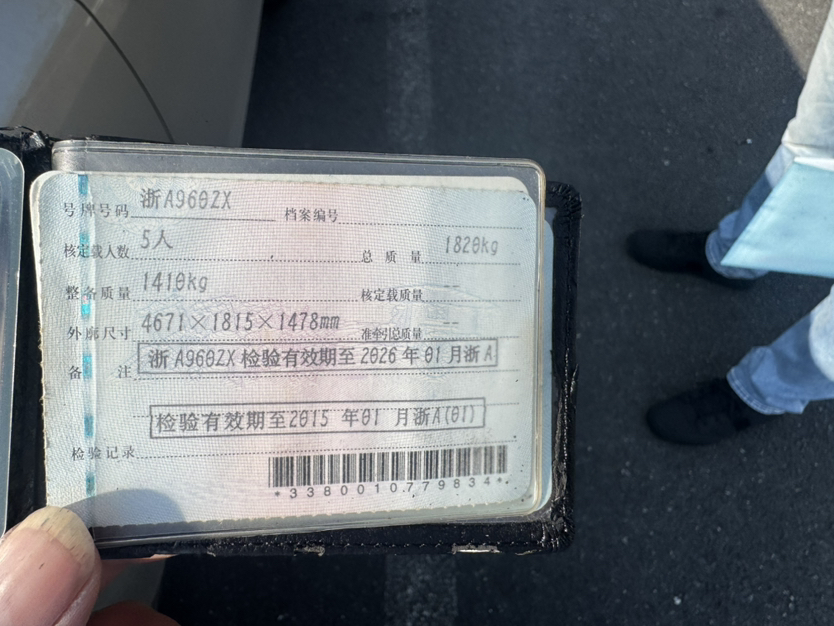 号牌号码 浙A960ZX 档案编号
核定载人数 5人 总质量 1820kg
整备质量 1410kg 核定载质量 --
外廓尺寸 4671×1815×1478mm 准牵引总质量 --
备注 浙A960ZX检验有效期至2026年01月浙A
检验有效期至2015 年01 月浙A(01)
检验记录
*3380010779834*